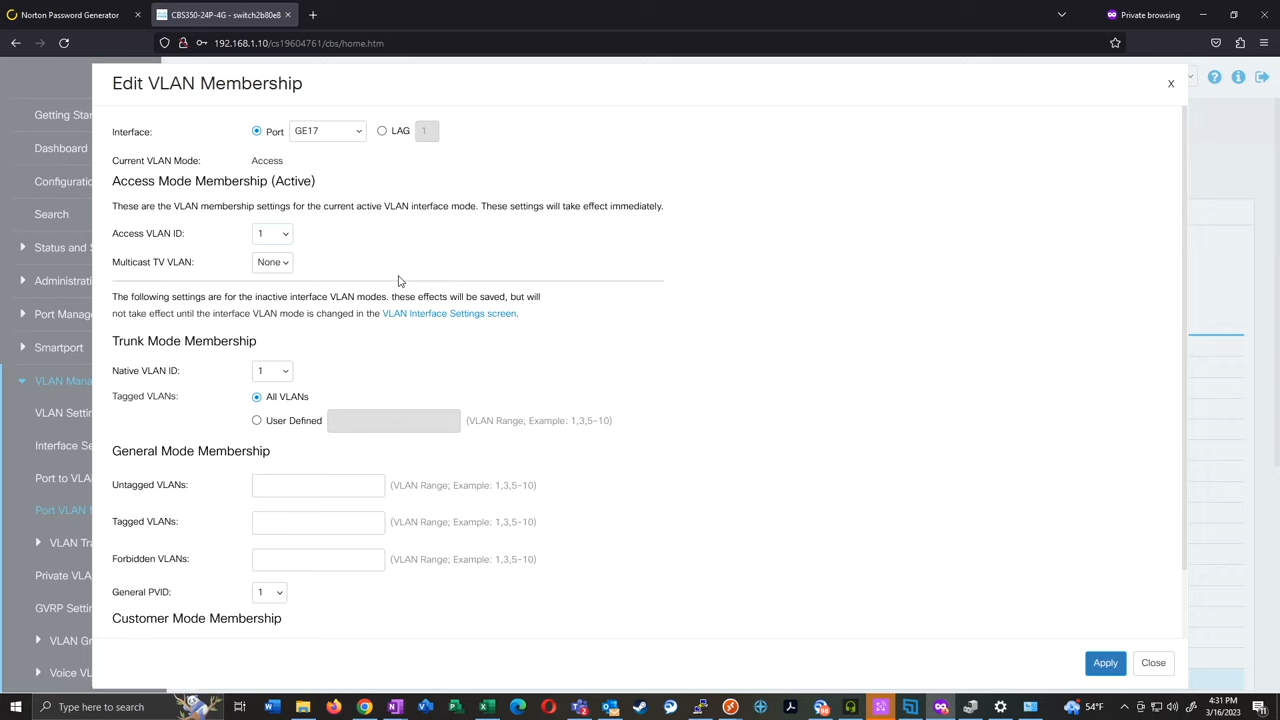 Norton Password Generator
CBS350-24P-4G - switch2b80e8
Private browsing
192.168.1.10/cs19604761/cbs/home.htm
Edit VLAN Membership
X
Getting Star
Dashboard
Configuratio
Search
Status and S
Administrati
Port Manag
Smartport
VLAN Mana
VLAN Setti
Interface Se
Port to VLA
Port VLAN M
VLAN Tra
Private VLA
GVRP Setti
VLAN Gr
Voice VL
Interface:
Port
GE17
LAG
1
Current VLAN Mode:
Access
Access Mode Membership (Active)
These are the VLAN membership settings for the current active VLAN interface mode. These settings will take effect immediately.
Access VLAN ID:
1
Multicast TV VLAN:
None
The following settings are for the inactive interface VLAN modes. these effects will be saved, but will
not take effect until the interface VLAN mode is changed in the VLAN Interface Settings screen.
Trunk Mode Membership
Native VLAN ID:
1
Tagged VLANs:
All VLANs
User Defined
(VLAN Range; Example: 1,3,5-10)
General Mode Membership
Untagged VLANs:
(VLAN Range; Example: 1,3,5-10)
Tagged VLANs:
(VLAN Range; Example: 1,3,5-10)
Forbidden VLANs:
(VLAN Range; Example: 1,3,5-10)
General PVID:
1
Customer Mode Membership
Apply
Close
Type here to search
54°F
4:31 PM
3/16/2023